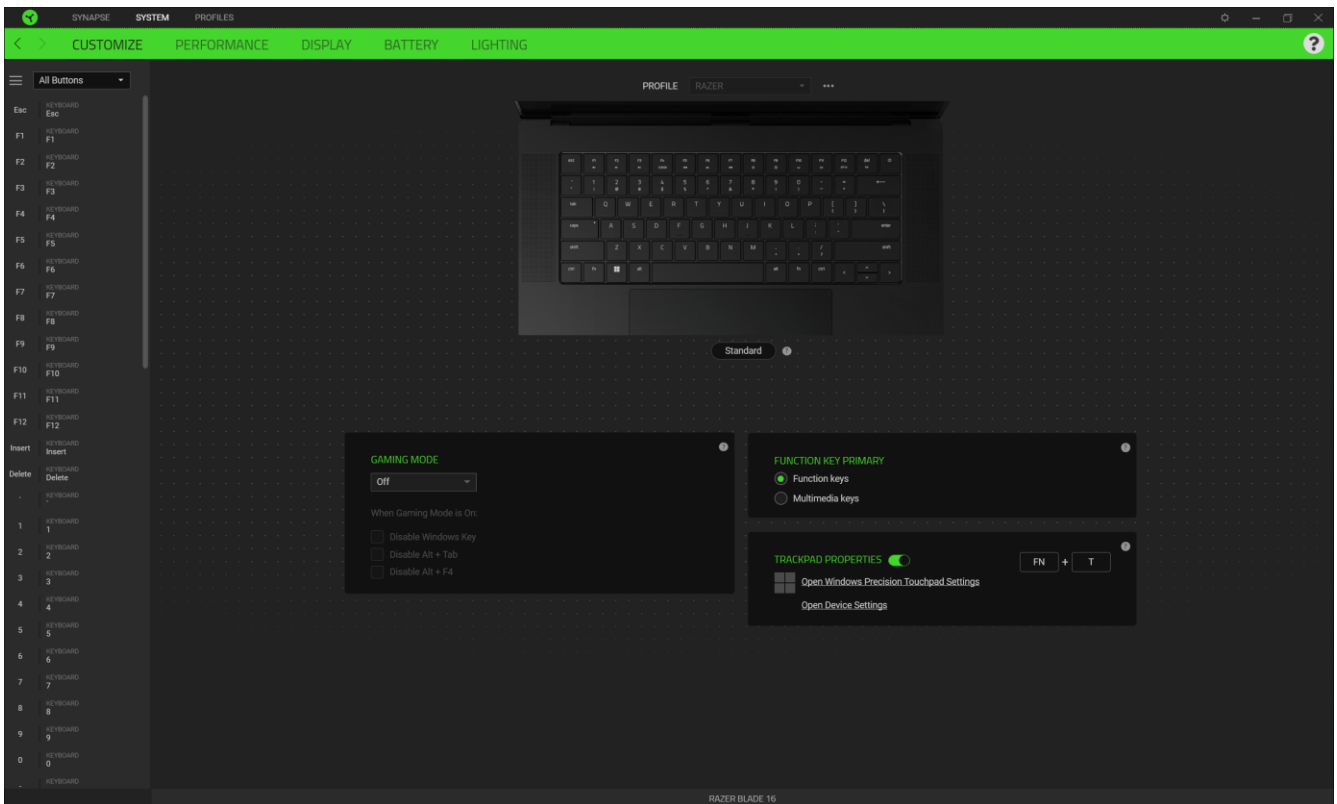 SYNAPSE SYSTEM PROFILES
CUSTOMIZE PERFORMANCE DISPLAY BATTERY LIGHTING ?
All Buttons
PROFILE RAZER •••
Esc KEYBOARD Esc
F1 KEYBOARD F1
F2 KEYBOARD F2
F3 KEYBOARD F3
F4 KEYBOARD F4
F5 KEYBOARD F5
F6 KEYBOARD F6
F7 KEYBOARD F7
F8 KEYBOARD F8
F9 KEYBOARD F9
F10 KEYBOARD F10
F11 KEYBOARD F11
F12 KEYBOARD F12
Insert KEYBOARD Insert
Delete KEYBOARD Delete
` KEYBOARD `
1 KEYBOARD 1
2 KEYBOARD 2
3 KEYBOARD 3
4 KEYBOARD 4
5 KEYBOARD 5
6 KEYBOARD 6
7 KEYBOARD 7
8 KEYBOARD 8
9 KEYBOARD 9
0 KEYBOARD 0
- KEYBOARD
tab Q W E R T Y U I O P
A S D F G H J K L enter
shift Z X C V B N M shift
Standard ?
GAMING MODE ?
Off
When Gaming Mode is On:
Disable Windows Key
Disable Alt + Tab
Disable Alt + F4
FUNCTION KEY PRIMARY ?
Function keys
Multimedia keys
TRACKPAD PROPERTIES FN + T ?
Open Windows Precision Touchpad Settings
Open Device Settings
RAZER BLADE 16